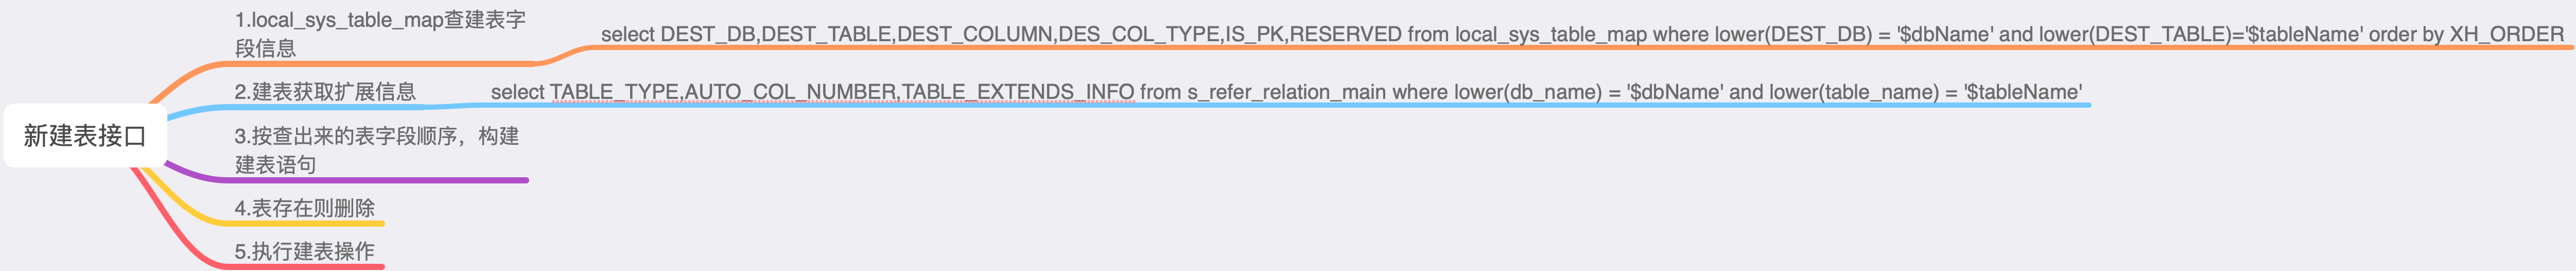 新建表接口
1.local_sys_table_map查建表字
段信息
select DEST_DB,DEST_TABLE,DEST_COLUMN,DES_COL_TYPE,IS_PK,RESERVED from local_sys_table_map where lower(DEST_DB) = '$dbName' and lower(DEST_TABLE)='$tableName' order by XH_ORDER
2.建表获取扩展信息
select TABLE_TYPE,AUTO_COL_NUMBER,TABLE_EXTENDS_INFO from s_refer_relation_main where lower(db_name) = '$dbName' and lower(table_name) = '$tableName'
3.按查出来的表字段顺序，构建
建表语句
4.表存在则删除
5.执行建表操作